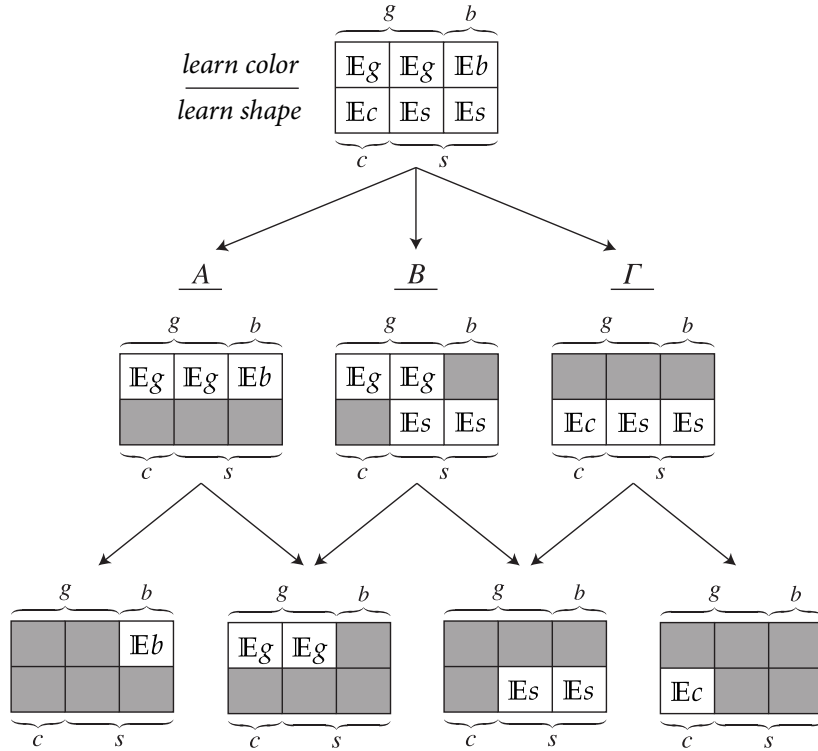 g b
learn color 𝔼g 𝔼g 𝔼b
learn shape 𝔼c 𝔼s 𝔼s
c s
A B Γ
g b g b g b
𝔼g 𝔼g 𝔼b 𝔼g 𝔼g
𝔼s 𝔼s 𝔼c 𝔼s 𝔼s
c s c s c s
g b g b g b g b
𝔼b 𝔼g 𝔼g
𝔼s 𝔼s 𝔼c
c s c s c s c s